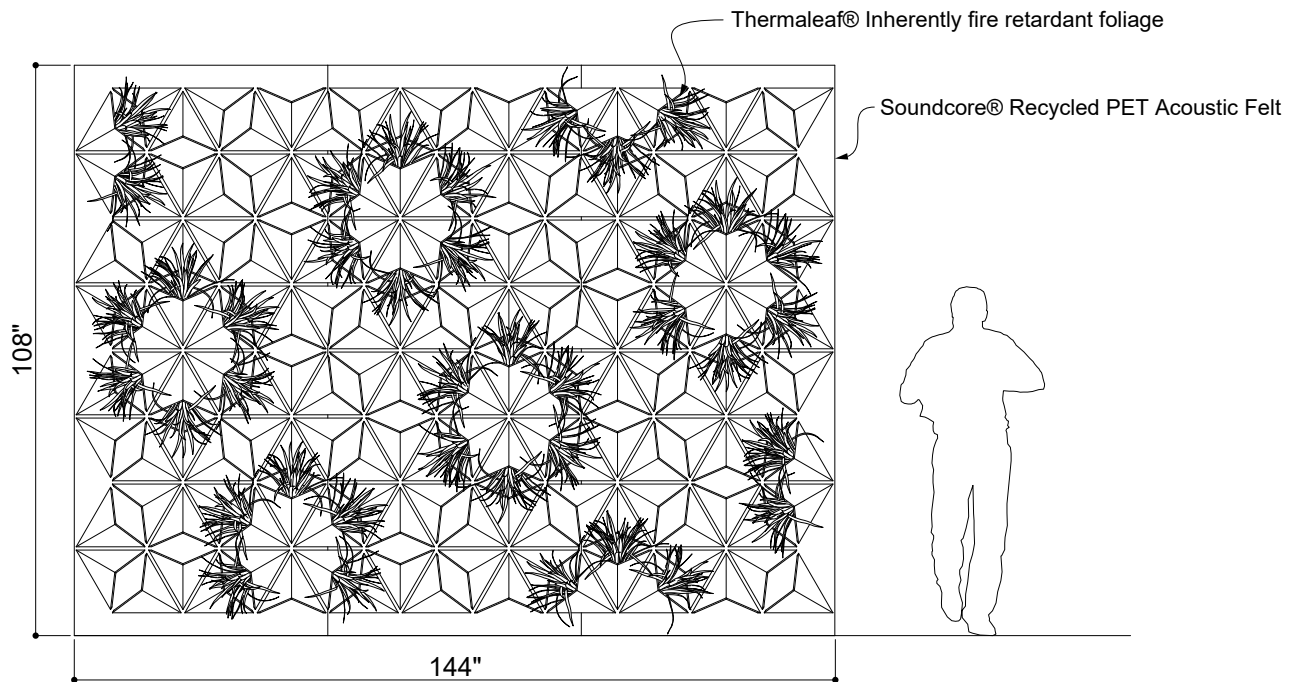 Thermaleaf® Inherently fire retardant foliage
Soundcore® Recycled PET Acoustic Felt
108"
144"